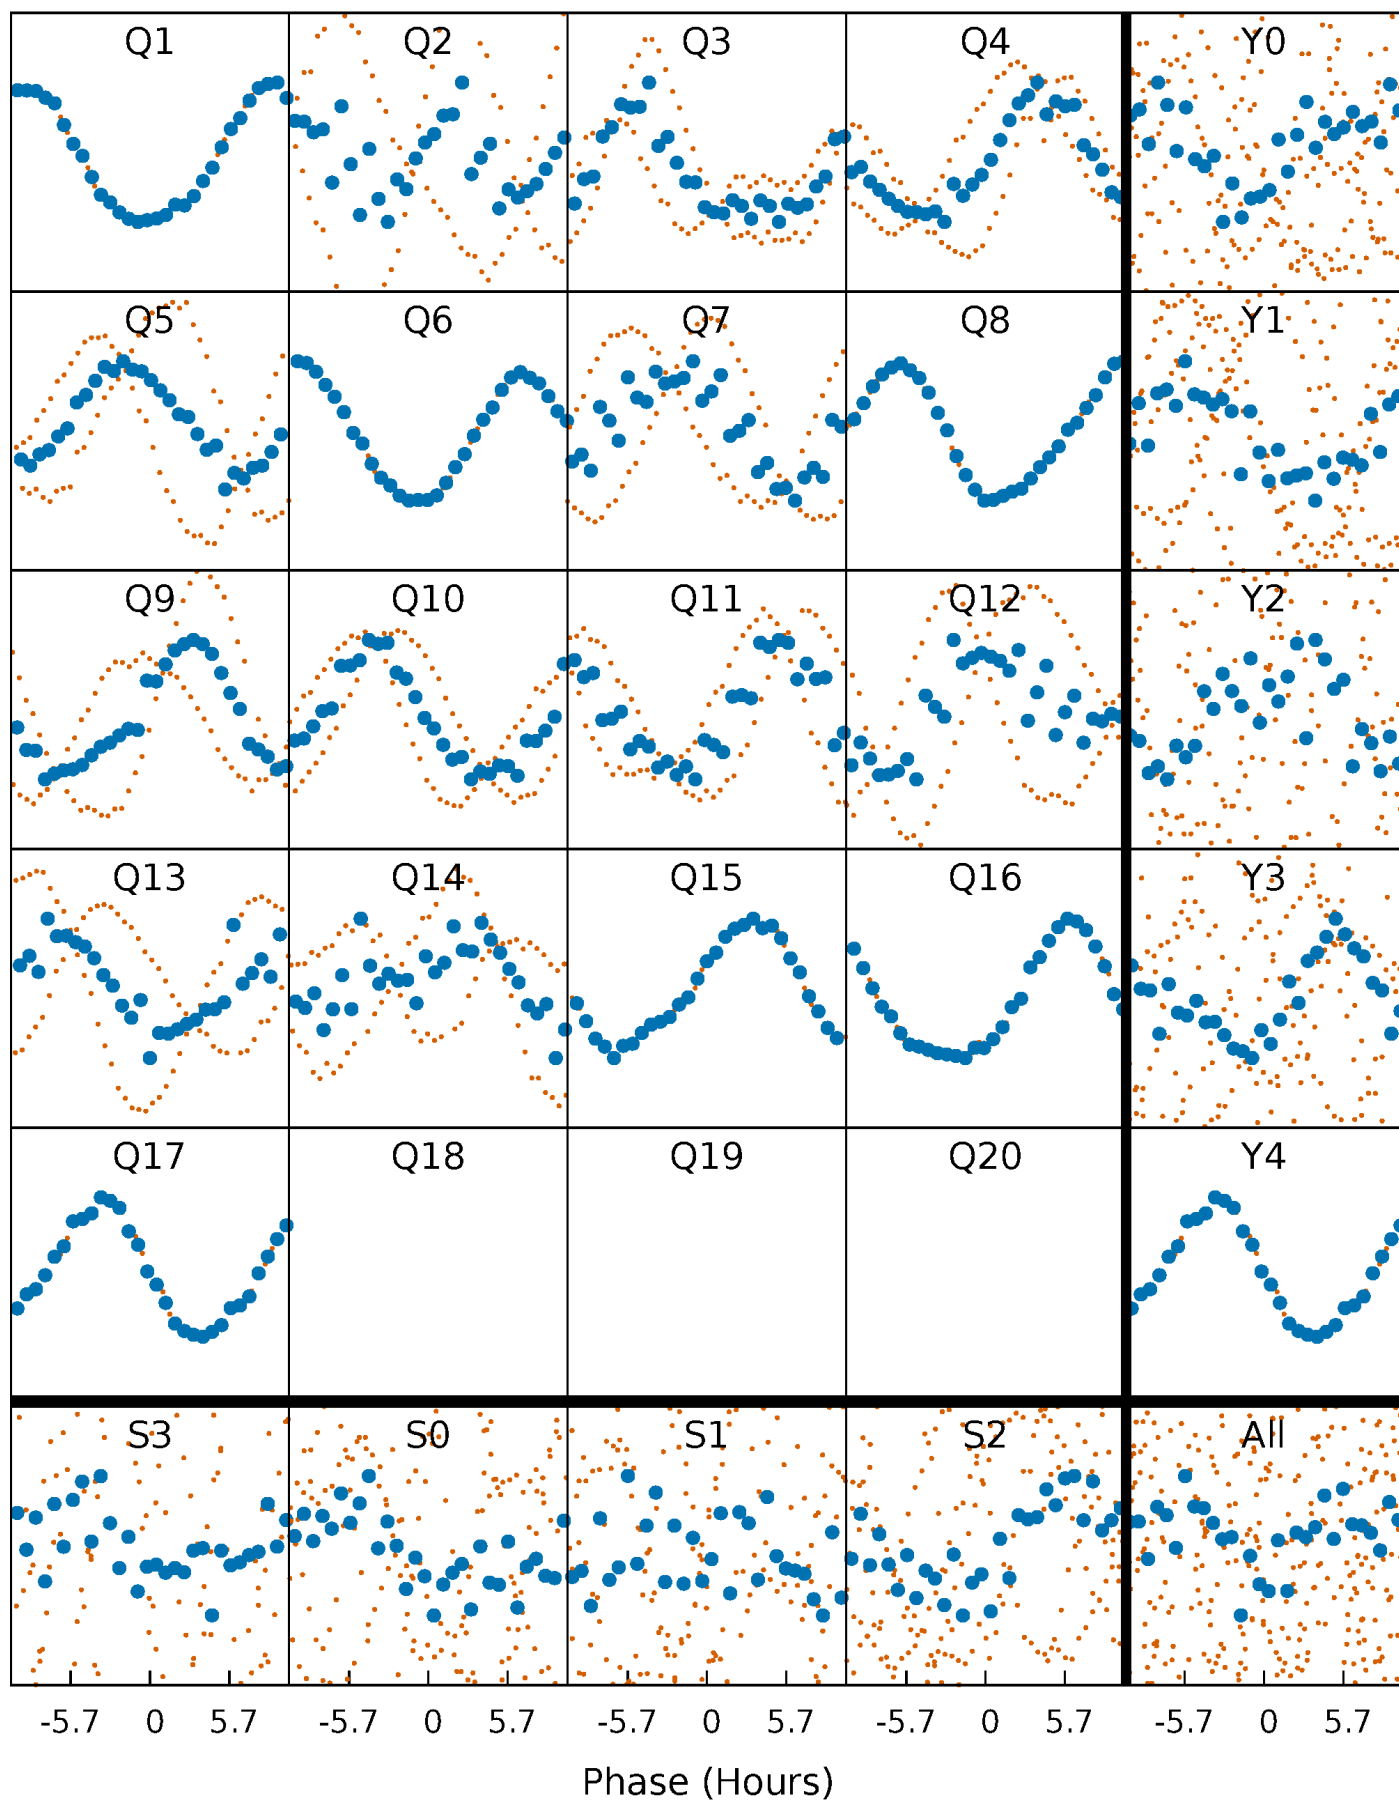 Q1 Q2 Q3 Q4 Y0
Q5 Q6 Q7 Q8 Y1
Q9 Q10 Q11 Q12 Y2
Q13 Q14 Q15 Q16 Y3
Q17 Q18 Q19 Q20 Y4
S3 S0 S1 S2 All
-5.7 0 5.7 -5.7 0 5.7 -5.7 0 5.7 -5.7 0 5.7 -5.7 0 5.7
Phase (Hours)